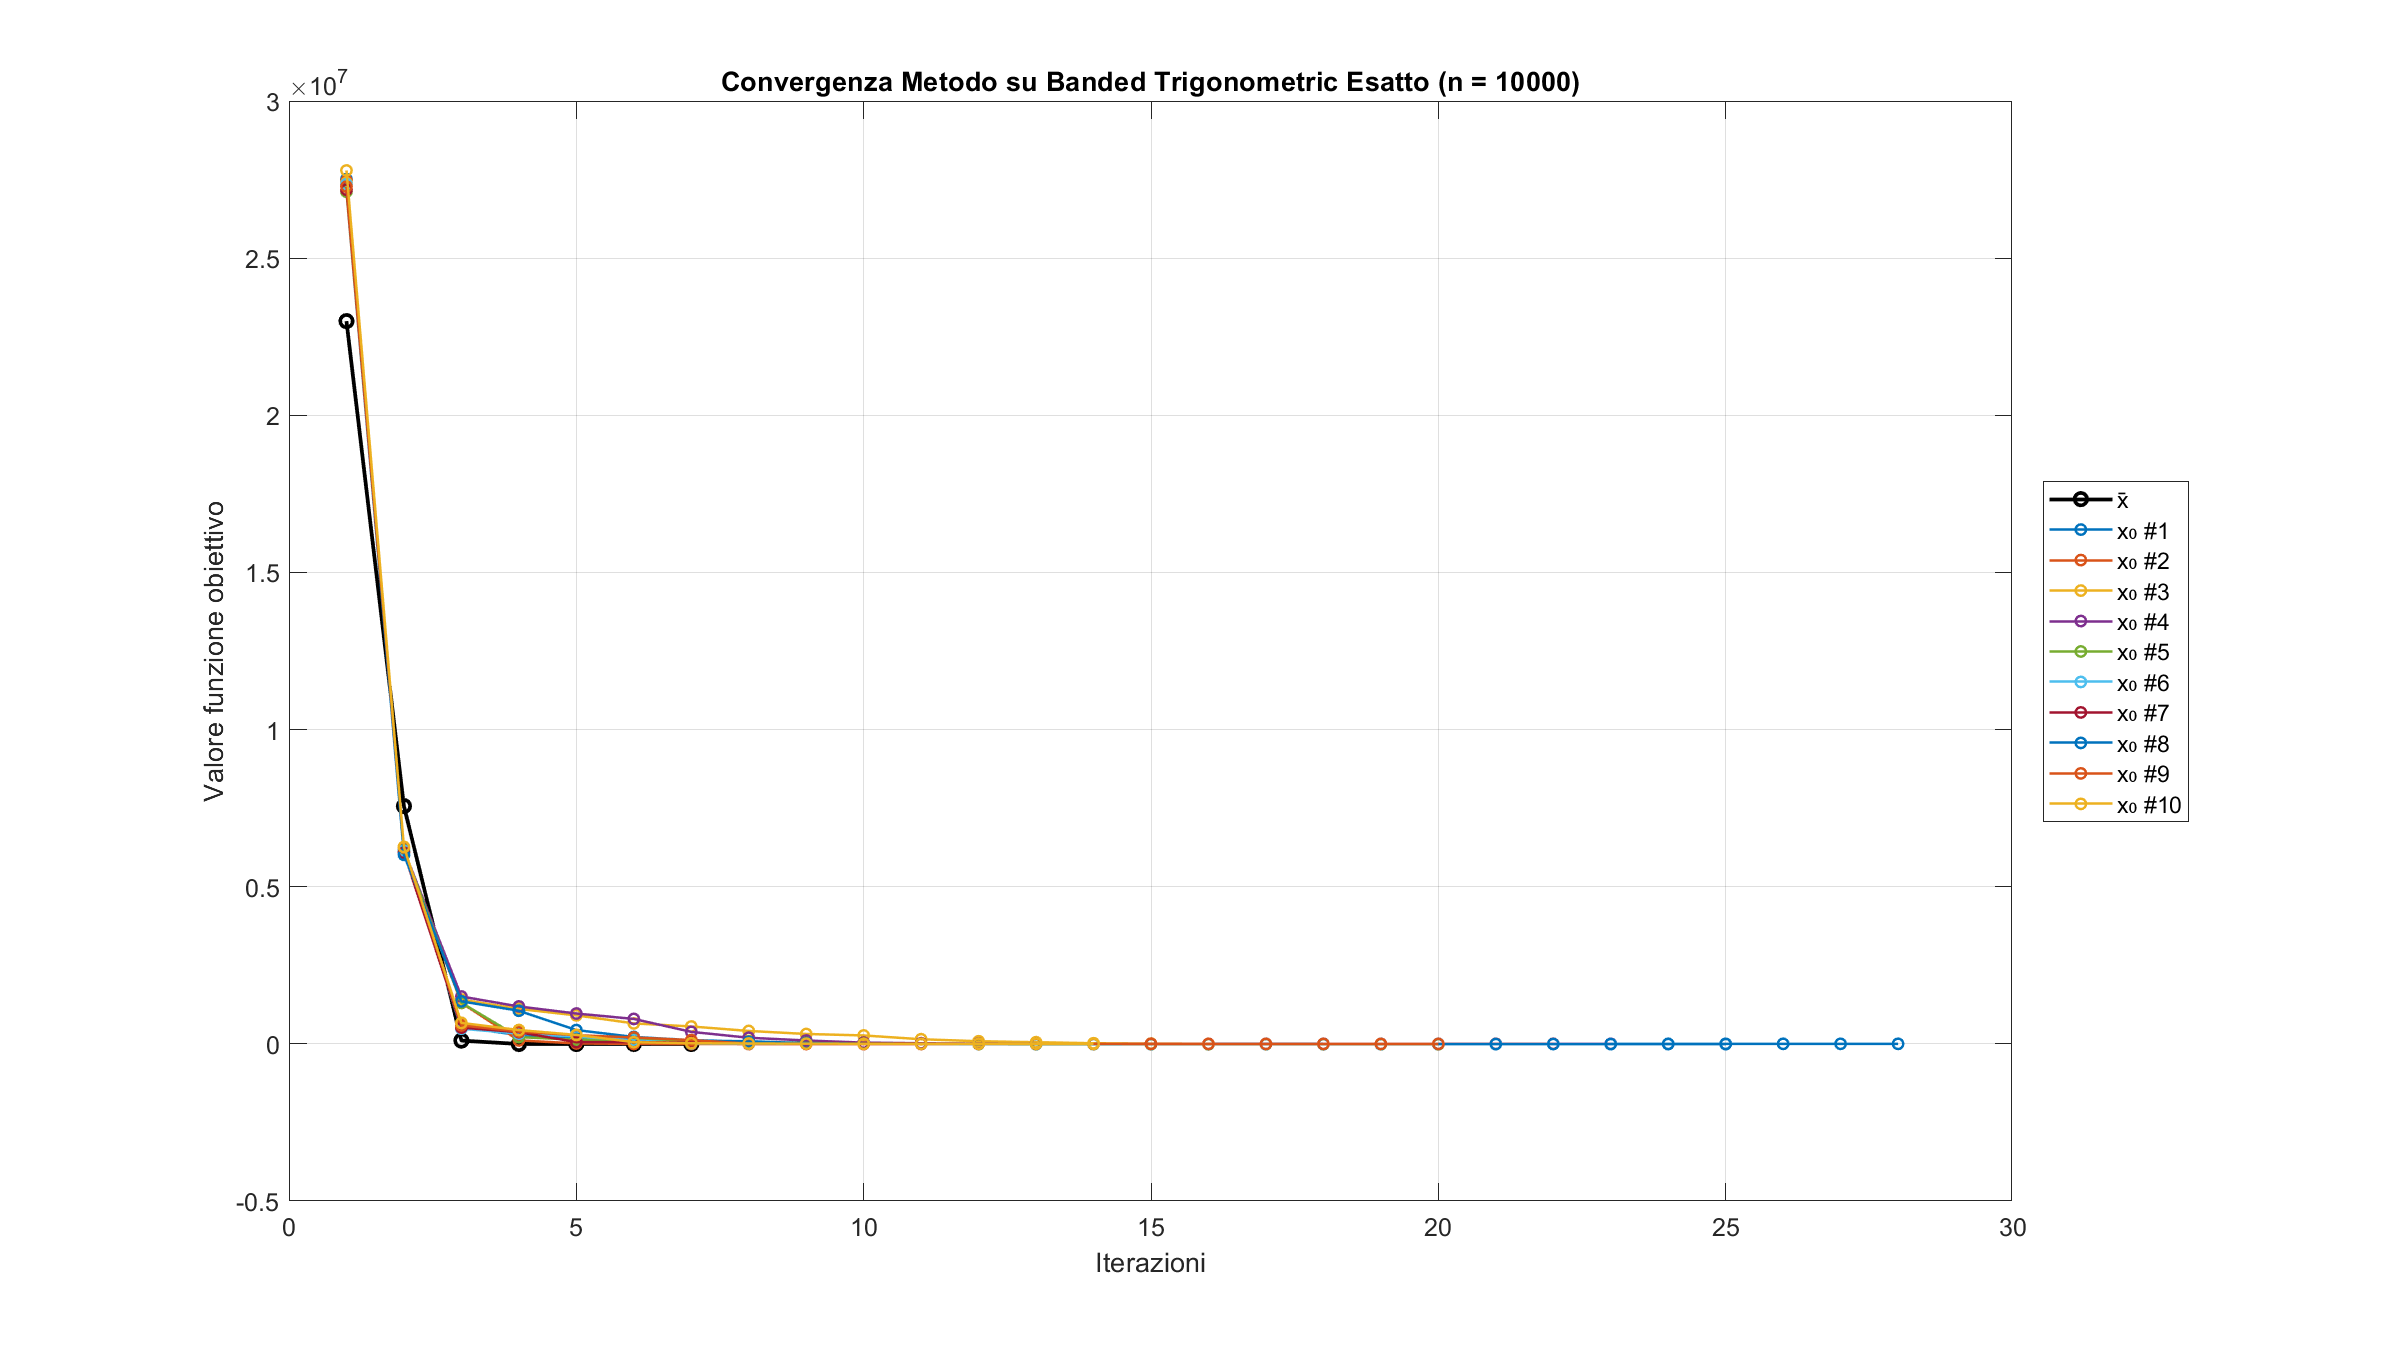 Convergenza Metodo su Banded Trigonometric Esatto (n = 10000)
×10⁷
3
2.5
2
1.5
1
0.5
0
-0.5
Valore funzione obiettivo
0 5 10 15 20 25 30
Iterazioni
x̄
x₀ #1
x₀ #2
x₀ #3
x₀ #4
x₀ #5
x₀ #6
x₀ #7
x₀ #8
x₀ #9
x₀ #10